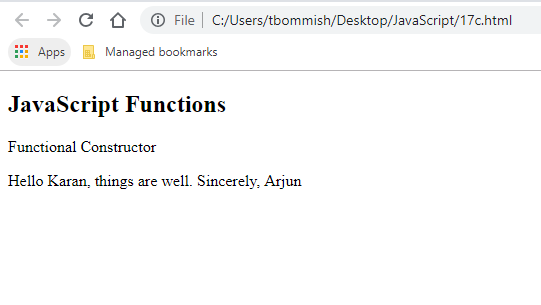 File C:/Users/tbommish/Desktop/JavaScript/17c.html
Apps Managed bookmarks
JavaScript Functions
Functional Constructor
Hello Karan, things are well. Sincerely, Arjun